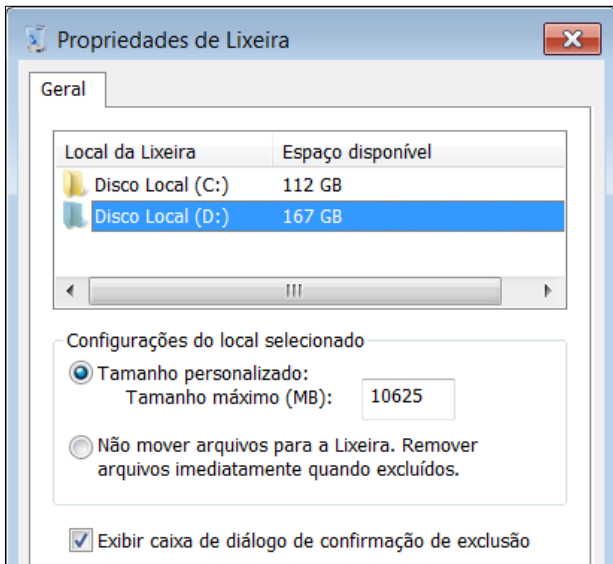 Propriedades de Lixeira
Geral
Local da Lixeira Espaço disponível
Disco Local (C:) 112 GB
Disco Local (D:) 167 GB
Configurações do local selecionado
Tamanho personalizado:
Tamanho máximo (MB): 10625
Não mover arquivos para a Lixeira. Remover
arquivos imediatamente quando excluídos.
Exibir caixa de diálogo de confirmação de exclusão